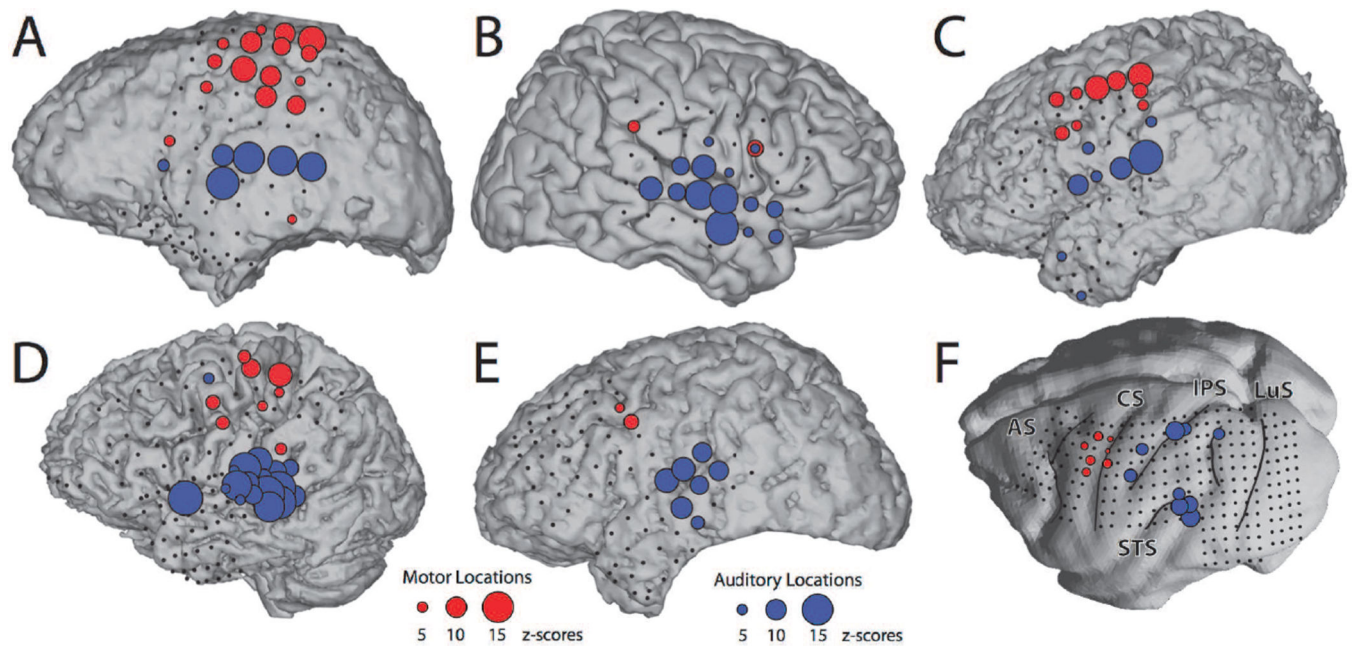 A
B
C
D
E
F
AS
CS
IPS
LuS
STS
Motor Locations
5 10 15 z-scores
Auditory Locations
5 10 15 z-scores